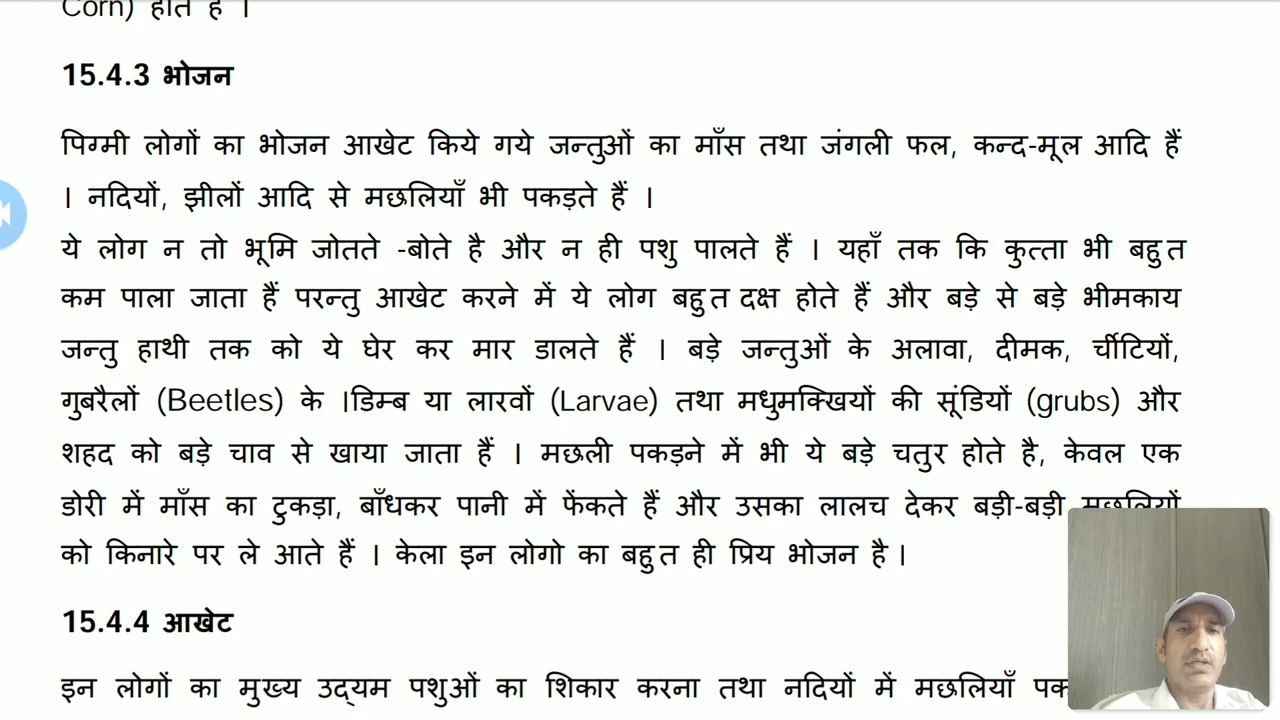 Corn) होते हैं ।
15.4.3 भोजन
पिग्मी लोगों का भोजन आखेट किये गये जन्तुओं का माँस तथा जंगली फल, कन्द-मूल आदि हैं
। नदियों, झीलों आदि से मछलियाँ भी पकड़ते हैं ।
ये लोग न तो भूमि जोतते -बोते है और न ही पशु पालते हैं । यहाँ तक कि कुत्ता भी बहुत
कम पाला जाता हैं परन्तु आखेट करने में ये लोग बहुत दक्ष होते हैं और बड़े से बड़े भीमकाय
जन्तु हाथी तक को ये घेर कर मार डालते हैं । बड़े जन्तुओं के अलावा, दीमक, चींटियों,
गुबरैलों (Beetles) के ।डिम्ब या लारवों (Larvae) तथा मधुमक्खियों की सूंडियों (grubs) और
शहद को बड़े चाव से खाया जाता हैं । मछली पकड़ने में भी ये बड़े चतुर होते है, केवल एक
डोरी में माँस का टुकड़ा, बाँधकर पानी में फेंकते हैं और उसका लालच देकर बड़ी-बड़ी मछलियों
को किनारे पर ले आते हैं । केला इन लोगो का बहुत ही प्रिय भोजन है ।
15.4.4 आखेट
इन लोगों का मुख्य उद्यम पशुओं का शिकार करना तथा नदियों में मछलियाँ